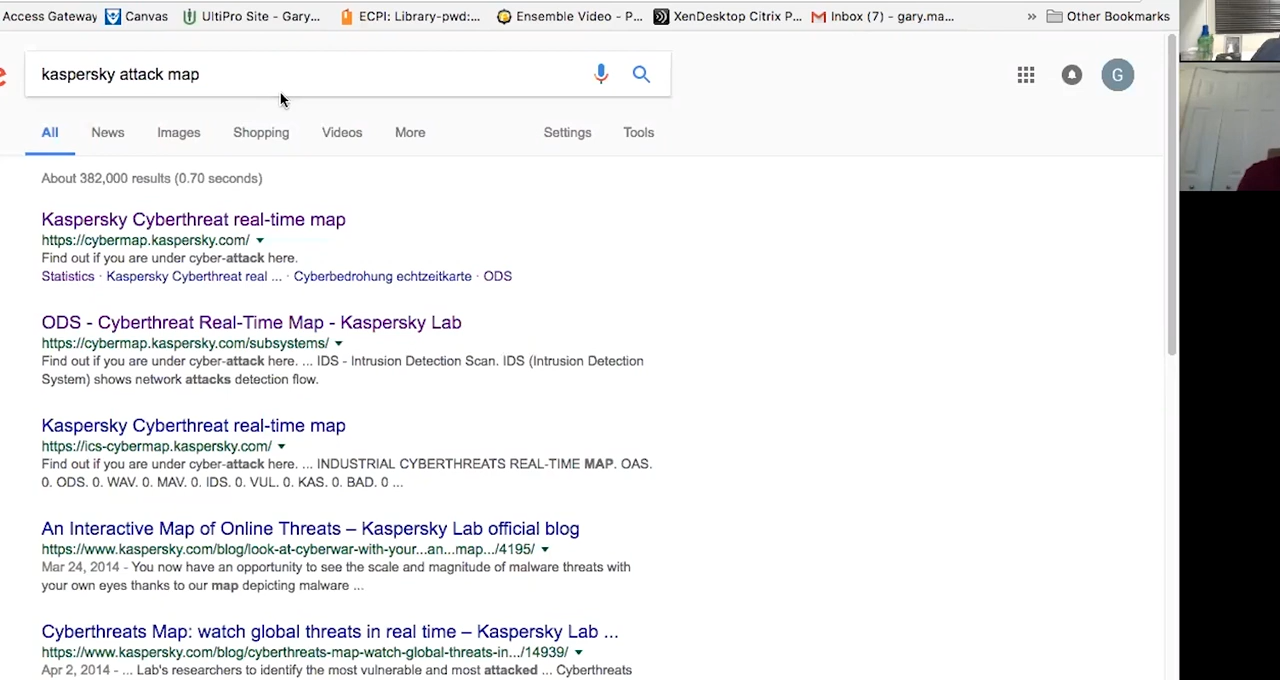 Access Gateway Canvas UltiPro Site - Gary... ECPI: Library-pwd:... Ensemble Video - P... XenDesktop Citrix P... Inbox (7) - gary.ma... » Other Bookmarks
e kaspersky attack map G
All News Images Shopping Videos More Settings Tools
About 382,000 results (0.70 seconds)
Kaspersky Cyberthreat real-time map
https://cybermap.kaspersky.com/
Find out if you are under cyber-attack here.
Statistics · Kaspersky Cyberthreat real ... · Cyberbedrohung echtzeitkarte · ODS
ODS - Cyberthreat Real-Time Map - Kaspersky Lab
https://cybermap.kaspersky.com/subsystems/
Find out if you are under cyber-attack here. ... IDS - Intrusion Detection Scan. IDS (Intrusion Detection
System) shows network attacks detection flow.
Kaspersky Cyberthreat real-time map
https://ics-cybermap.kaspersky.com/
Find out if you are under cyber-attack here. ... INDUSTRIAL CYBERTHREATS REAL-TIME MAP. OAS.
0. ODS. 0. WAV. 0. MAV. 0. IDS. 0. VUL. 0. KAS. 0. BAD. 0 ...
An Interactive Map of Online Threats – Kaspersky Lab official blog
https://www.kaspersky.com/blog/look-at-cyberwar-with-your...an...map.../4195/
Mar 24, 2014 - You now have an opportunity to see the scale and magnitude of malware threats with
your own eyes thanks to our map depicting malware ...
Cyberthreats Map: watch global threats in real time – Kaspersky Lab ...
https://www.kaspersky.com/blog/cyberthreats-map-watch-global-threats-in.../14939/
Apr 2, 2014 - ... Lab's researchers to identify the most vulnerable and most attacked ... Cyberthreats